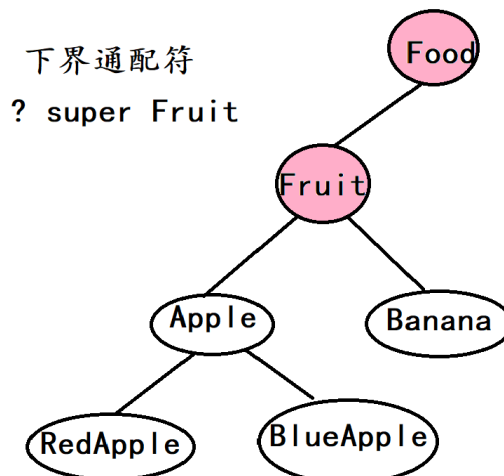 下界通配符
? super Fruit
Food
Fruit
Apple
Banana
RedApple
BlueApple